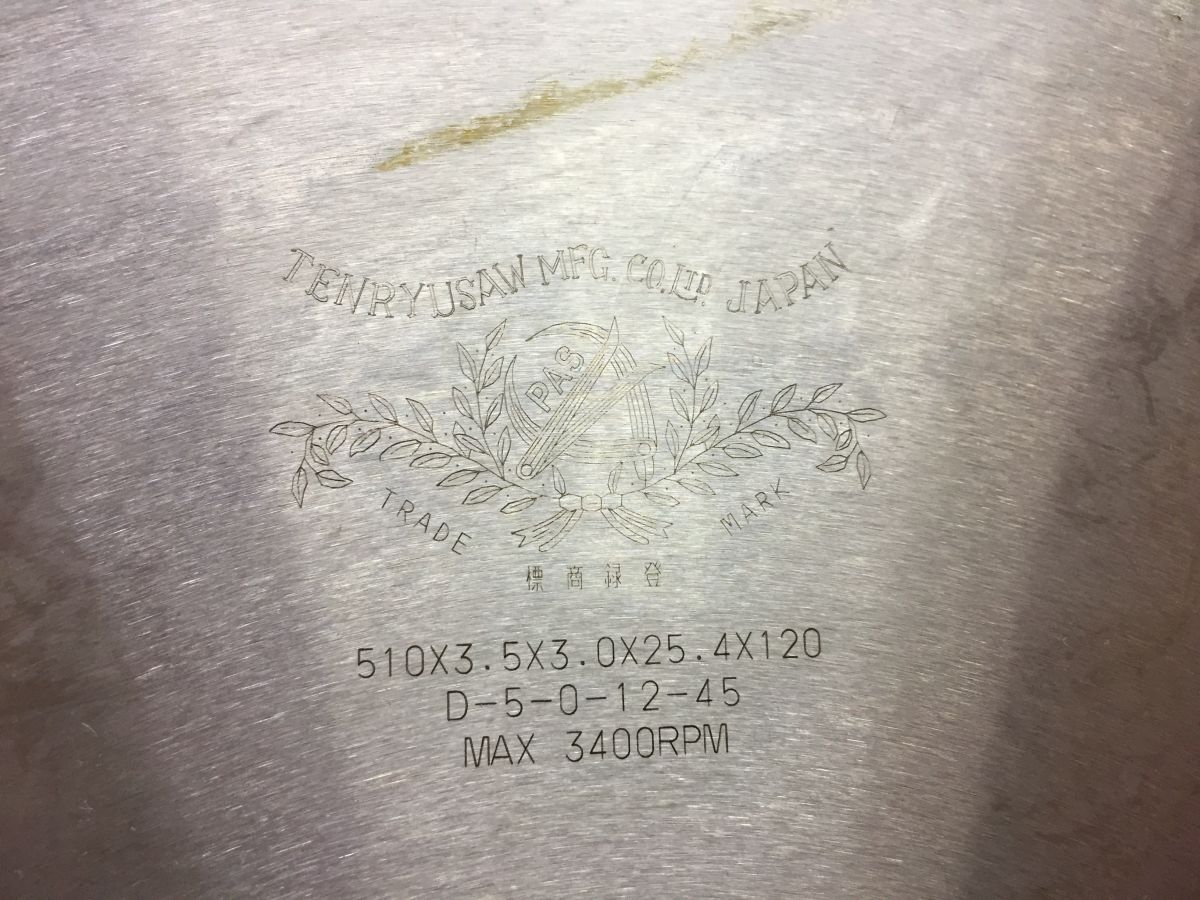 TENRYUSAW MFG. CO.,LTD. JAPAN
PAS
TRADE MARK
標商録登
510X3.5X3.0X25.4X120
D-5-0-12-45
MAX 3400RPM